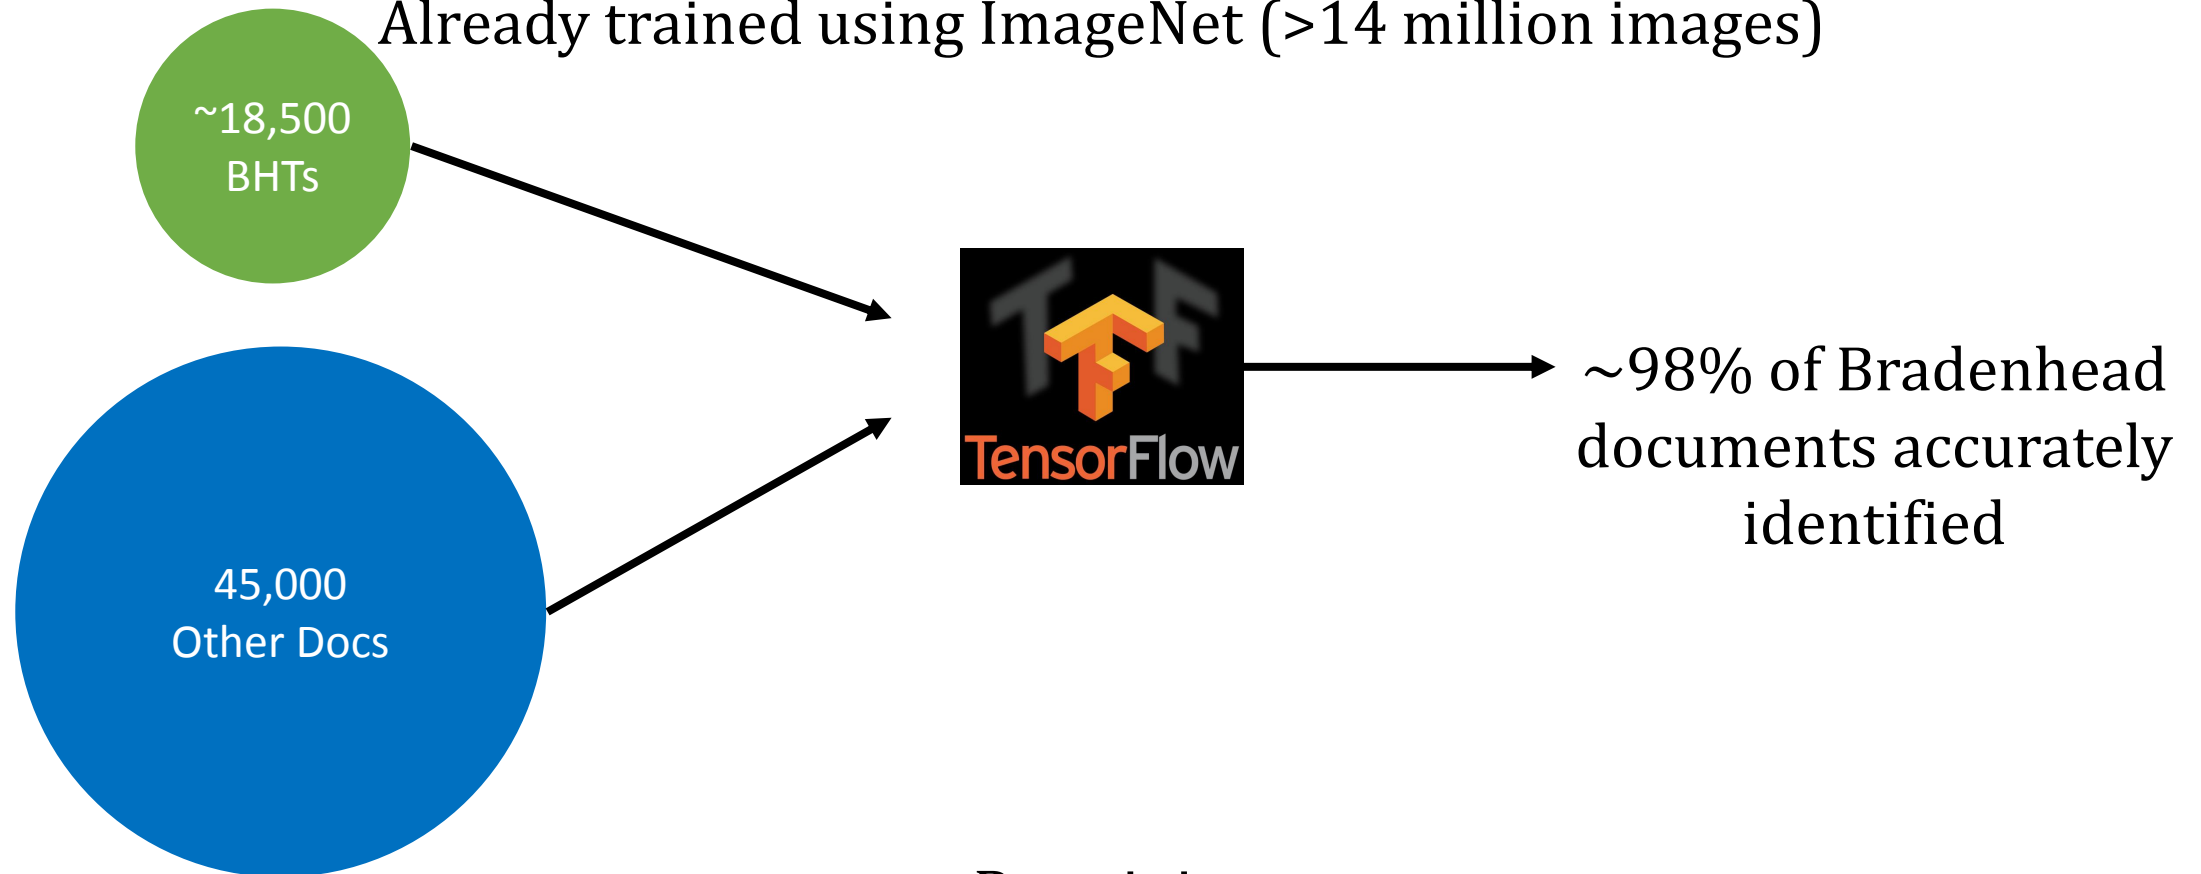 Already trained using ImageNet (>14 million images)
~18,500
BHTs
TensorFlow
~98% of Bradenhead
documents accurately
identified
45,000
Other Docs